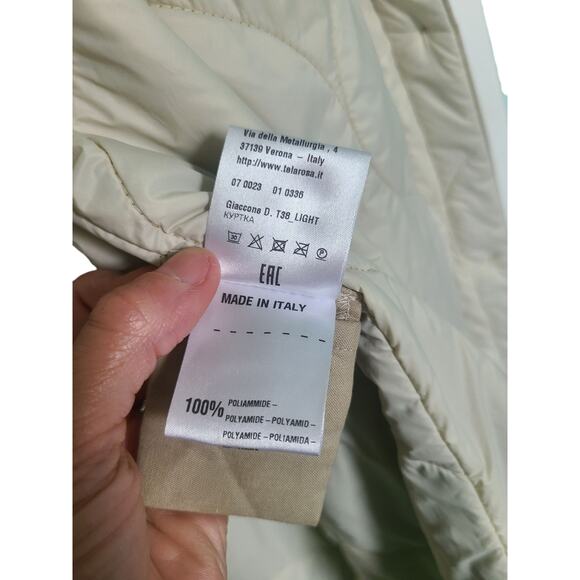 Via della Metallurgia , 4
37139 Verona – Italy
http://www.telarosa.it
07 0023 01 0336
Giaccone D. T38_LIGHT
КУРТКА
30 P
EAC
MADE IN ITALY
100% POLIAMMIDE –
POLYAMIDE – POLYAMID –
POLYAMIDE – POLIAMIDA –